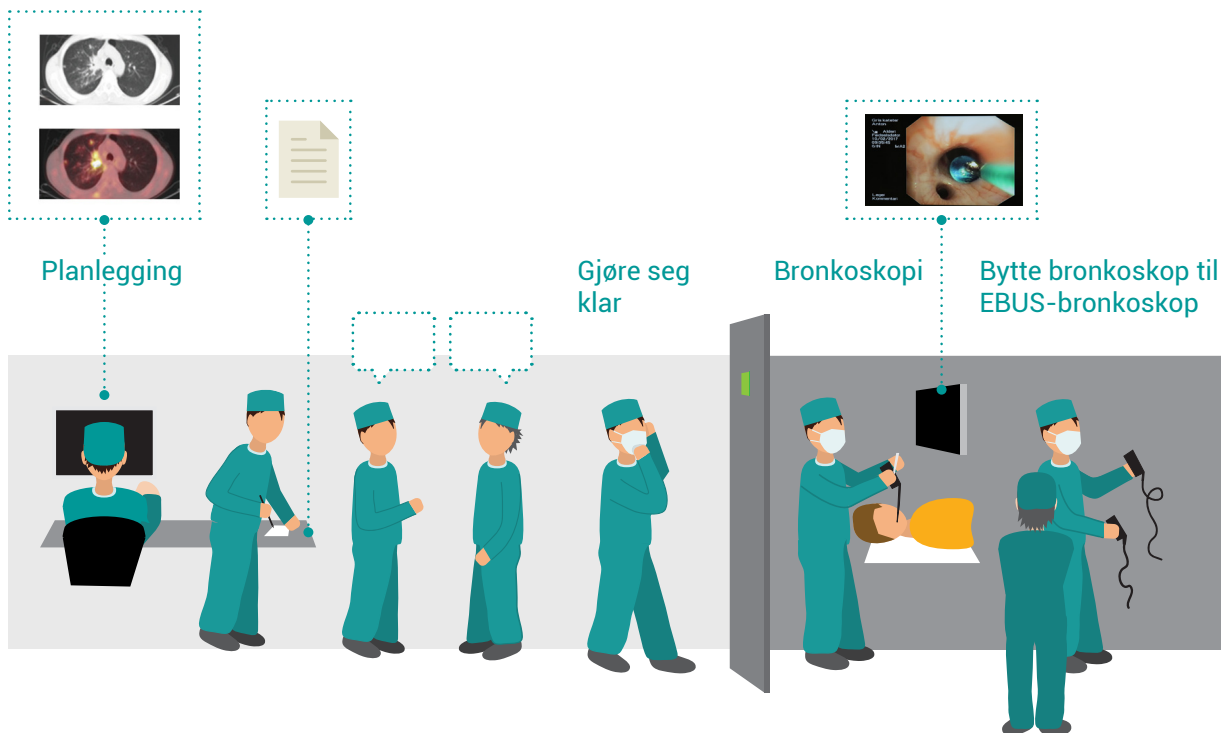 Planlegging
Gjøre seg
klar
Bronkoskopi
Bytte bronkoskop til
EBUS-bronkoskop